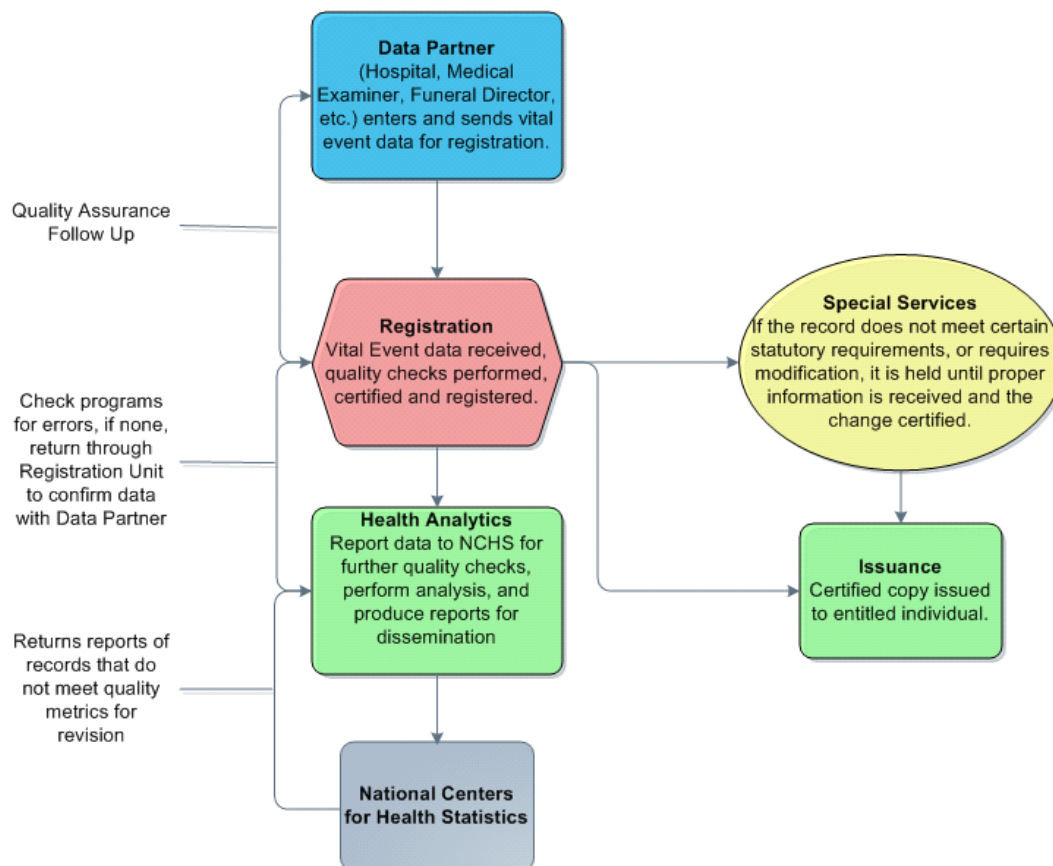 Data Partner
(Hospital, Medical
Examiner, Funeral Director,
etc.) enters and sends vital
event data for registration.
Quality Assurance
Follow Up
Registration
Vital Event data received,
quality checks performed,
certified and registered.
Special Services
If the record does not meet certain
statutory requirements, or requires
modification, it is held until proper
information is received and the
change certified.
Check programs
for errors, if none,
return through
Registration Unit
to confirm data
with Data Partner
Health Analytics
Report data to NCHS for
further quality checks,
perform analysis, and
produce reports for
dissemination
Issuance
Certified copy issued
to entitled individual.
Returns reports of
records that do
not meet quality
metrics for
revision
National Centers
for Health Statistics